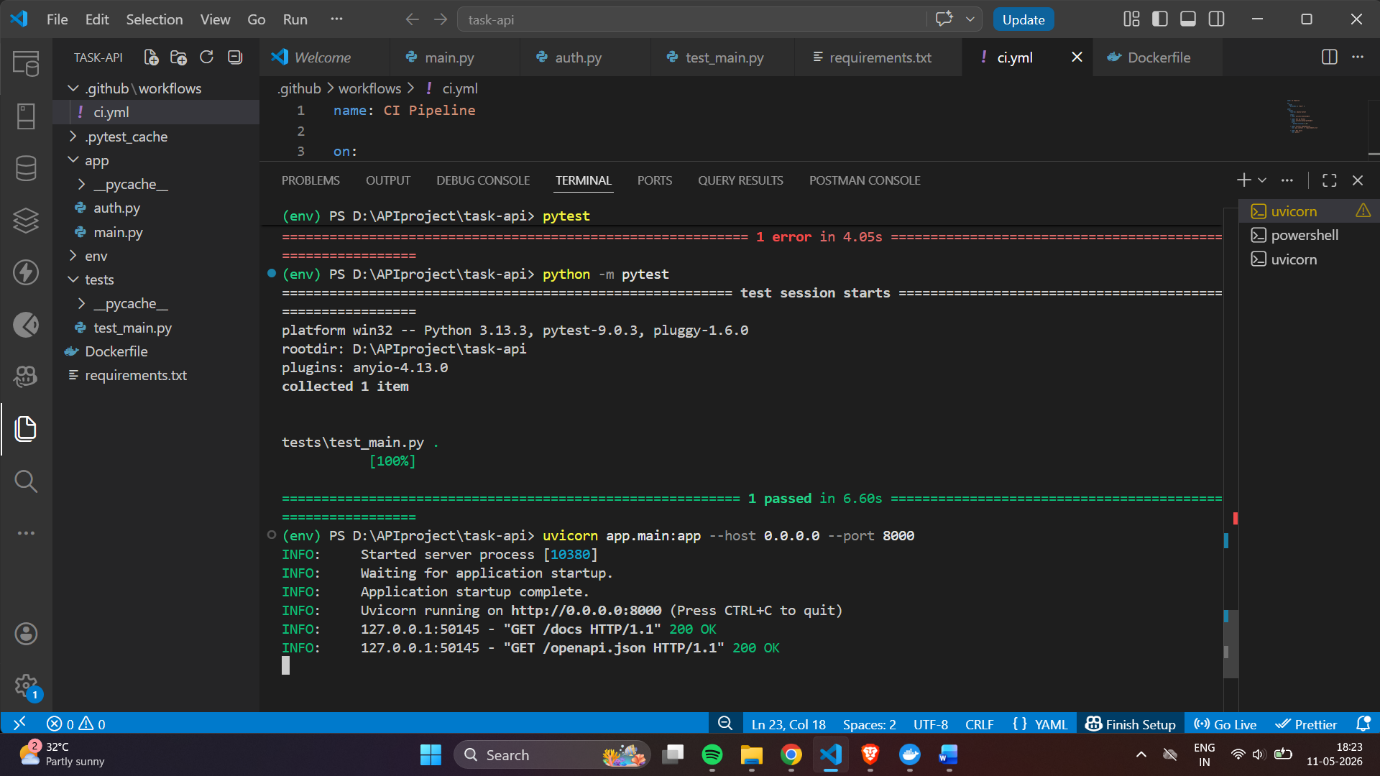 File Edit Selection View Go Run ··· task-api Update
TASK-API
.github\workflows
ci.yml
.pytest_cache
app
__pycache__
auth.py
main.py
env
tests
__pycache__
test_main.py
Dockerfile
requirements.txt
Welcome main.py auth.py test_main.py requirements.txt ci.yml Dockerfile
.github > workflows > ci.yml
1 name: CI Pipeline
2
3 on:
PROBLEMS OUTPUT DEBUG CONSOLE TERMINAL PORTS QUERY RESULTS POSTMAN CONSOLE
(env) PS D:\APIproject\task-api> pytest
=========================================================== 1 error in 4.05s ==========================================
=================
(env) PS D:\APIproject\task-api> python -m pytest
========================================================= test session starts =========================================
=================
platform win32 -- Python 3.13.3, pytest-9.0.3, pluggy-1.6.0
rootdir: D:\APIproject\task-api
plugins: anyio-4.13.0
collected 1 item
tests\test_main.py .
[100%]
========================================================== 1 passed in 6.60s ==========================================
=================
(env) PS D:\APIproject\task-api> uvicorn app.main:app --host 0.0.0.0 --port 8000
INFO: Started server process [10380]
INFO: Waiting for application startup.
INFO: Application startup complete.
INFO: Uvicorn running on http://0.0.0.0:8000 (Press CTRL+C to quit)
INFO: 127.0.0.1:50145 - "GET /docs HTTP/1.1" 200 OK
INFO: 127.0.0.1:50145 - "GET /openapi.json HTTP/1.1" 200 OK
uvicorn
powershell
uvicorn
1
0 0 Ln 23, Col 18 Spaces: 2 UTF-8 CRLF {} YAML Finish Setup Go Live Prettier
2 32°C
Partly sunny
Search
ENG
IN
18:23
11-05-2026